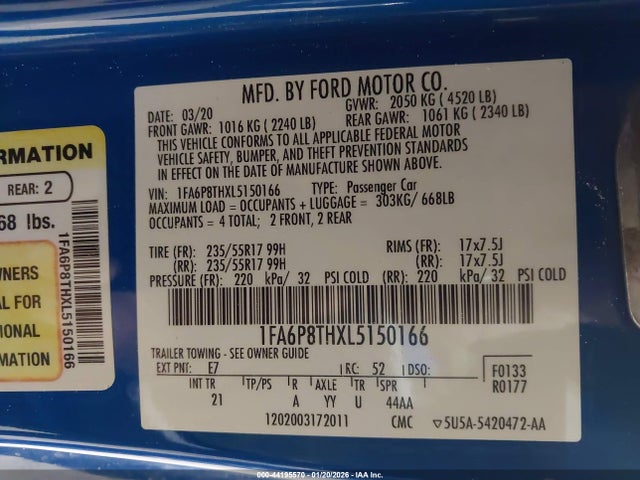 MFD. BY FORD MOTOR CO.
DATE: 03/20 GVWR: 2050 KG ( 4520 LB)
FRONT GAWR: 1016 KG ( 2240 LB) REAR GAWR: 1061 KG ( 2340 LB)
THIS VEHICLE CONFORMS TO ALL APPLICABLE FEDERAL MOTOR
VEHICLE SAFETY, BUMPER, AND THEFT PREVENTION STANDARDS
IN EFFECT ON THE DATE OF MANUFACTURE SHOWN ABOVE.
VIN: 1FA6P8THXL5150166 TYPE: Passenger Car
MAXIMUM LOAD = OCCUPANTS + LUGGAGE = 303KG/ 668LB
OCCUPANTS = 4 TOTAL; 2 FRONT, 2 REAR
TIRE (FR): 235/55R17 99H RIMS (FR): 17x7.5J
(RR): 235/55R17 99H (RR): 17x7.5J
PRESSURE (FR): 220 kPa/ 32 PSI COLD (RR): 220 kPa/ 32 PSI COLD
1FA6P8THXL5150166
TRAILER TOWING - SEE OWNER GUIDE
EXT PNT: E7 RC: 52 DSO: F0133
R0177
INT TR TP/PS R AXLE TR SPR
21 A YY U 44AA
1202003172011 CMC ▽5U5A-5420472-AA
ORMATION
REAR: 2
68 lbs.
WNERS
AL FOR
IONAL
MATION
1FA6P8THXL5150166
000-44195570 - 01/20/2026 - IAA Inc.